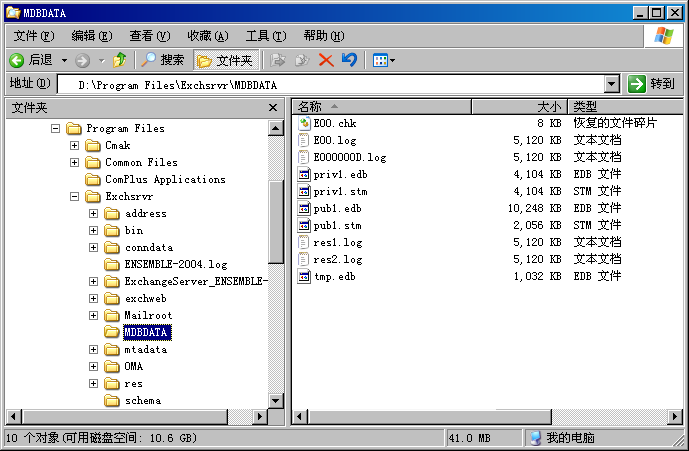 MDBDATA
文件(F) 编辑(E) 查看(V) 收藏(A) 工具(T) 帮助(H)
后退 搜索 文件夹
地址(D) D:\Program Files\Exchsrvr\MDBDATA 转到
文件夹
Program Files
Cmak
Common Files
ComPlus Applications
Exchsrvr
address
bin
conndata
ENSEMBLE-2004.log
ExchangeServer_ENSEMBLE-
exchweb
Mailroot
MDBDATA
mtadata
OMA
res
schema
名称 大小 类型
E00.chk 8 KB 恢复的文件碎片
E00.log 5,120 KB 文本文档
E000000D.log 5,120 KB 文本文档
priv1.edb 4,104 KB EDB 文件
priv1.stm 4,104 KB STM 文件
pub1.edb 10,248 KB EDB 文件
pub1.stm 2,056 KB STM 文件
res1.log 5,120 KB 文本文档
res2.log 5,120 KB 文本文档
tmp.edb 1,032 KB EDB 文件
10 个对象(可用磁盘空间: 10.6 GB) 41.0 MB 我的电脑